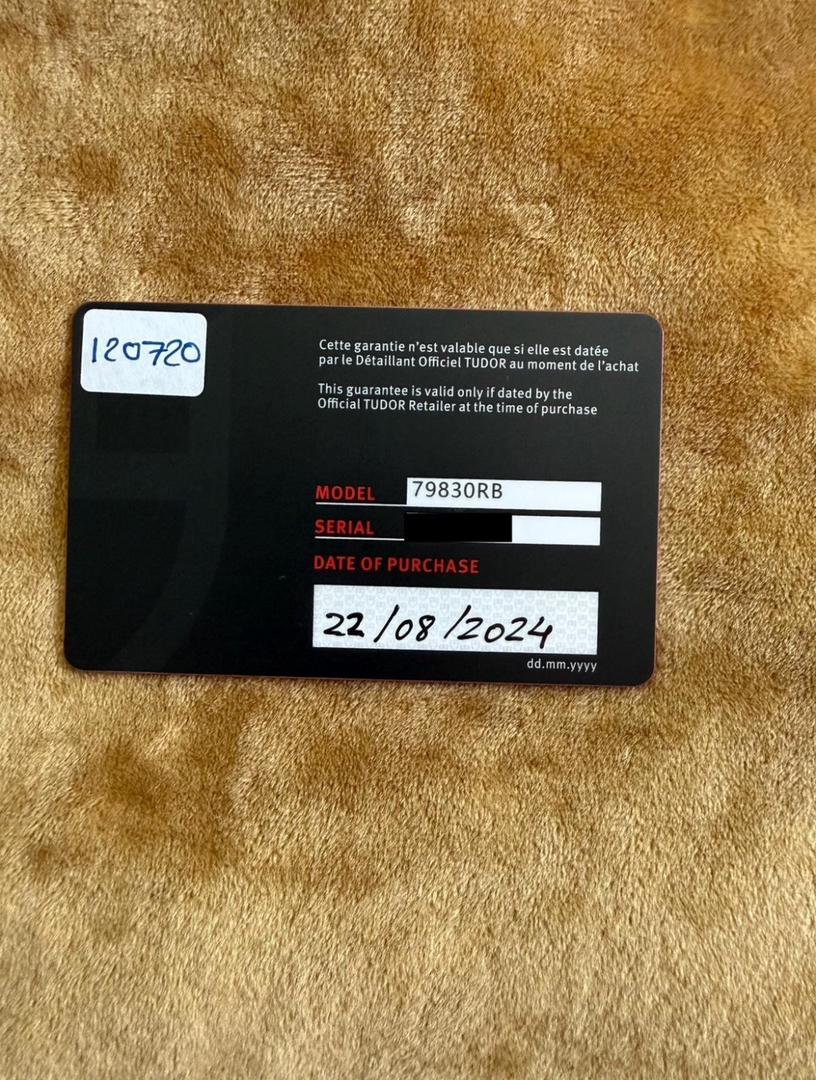 120720
Cette garantie n'est valable que si elle est datée
par le Détaillant Officiel TUDOR au moment de l'achat
This guarantee is valid only if dated by the
Official TUDOR Retailer at the time of purchase
MODEL 79830RB
SERIAL
DATE OF PURCHASE
22/08/2024
dd.mm.yyyy